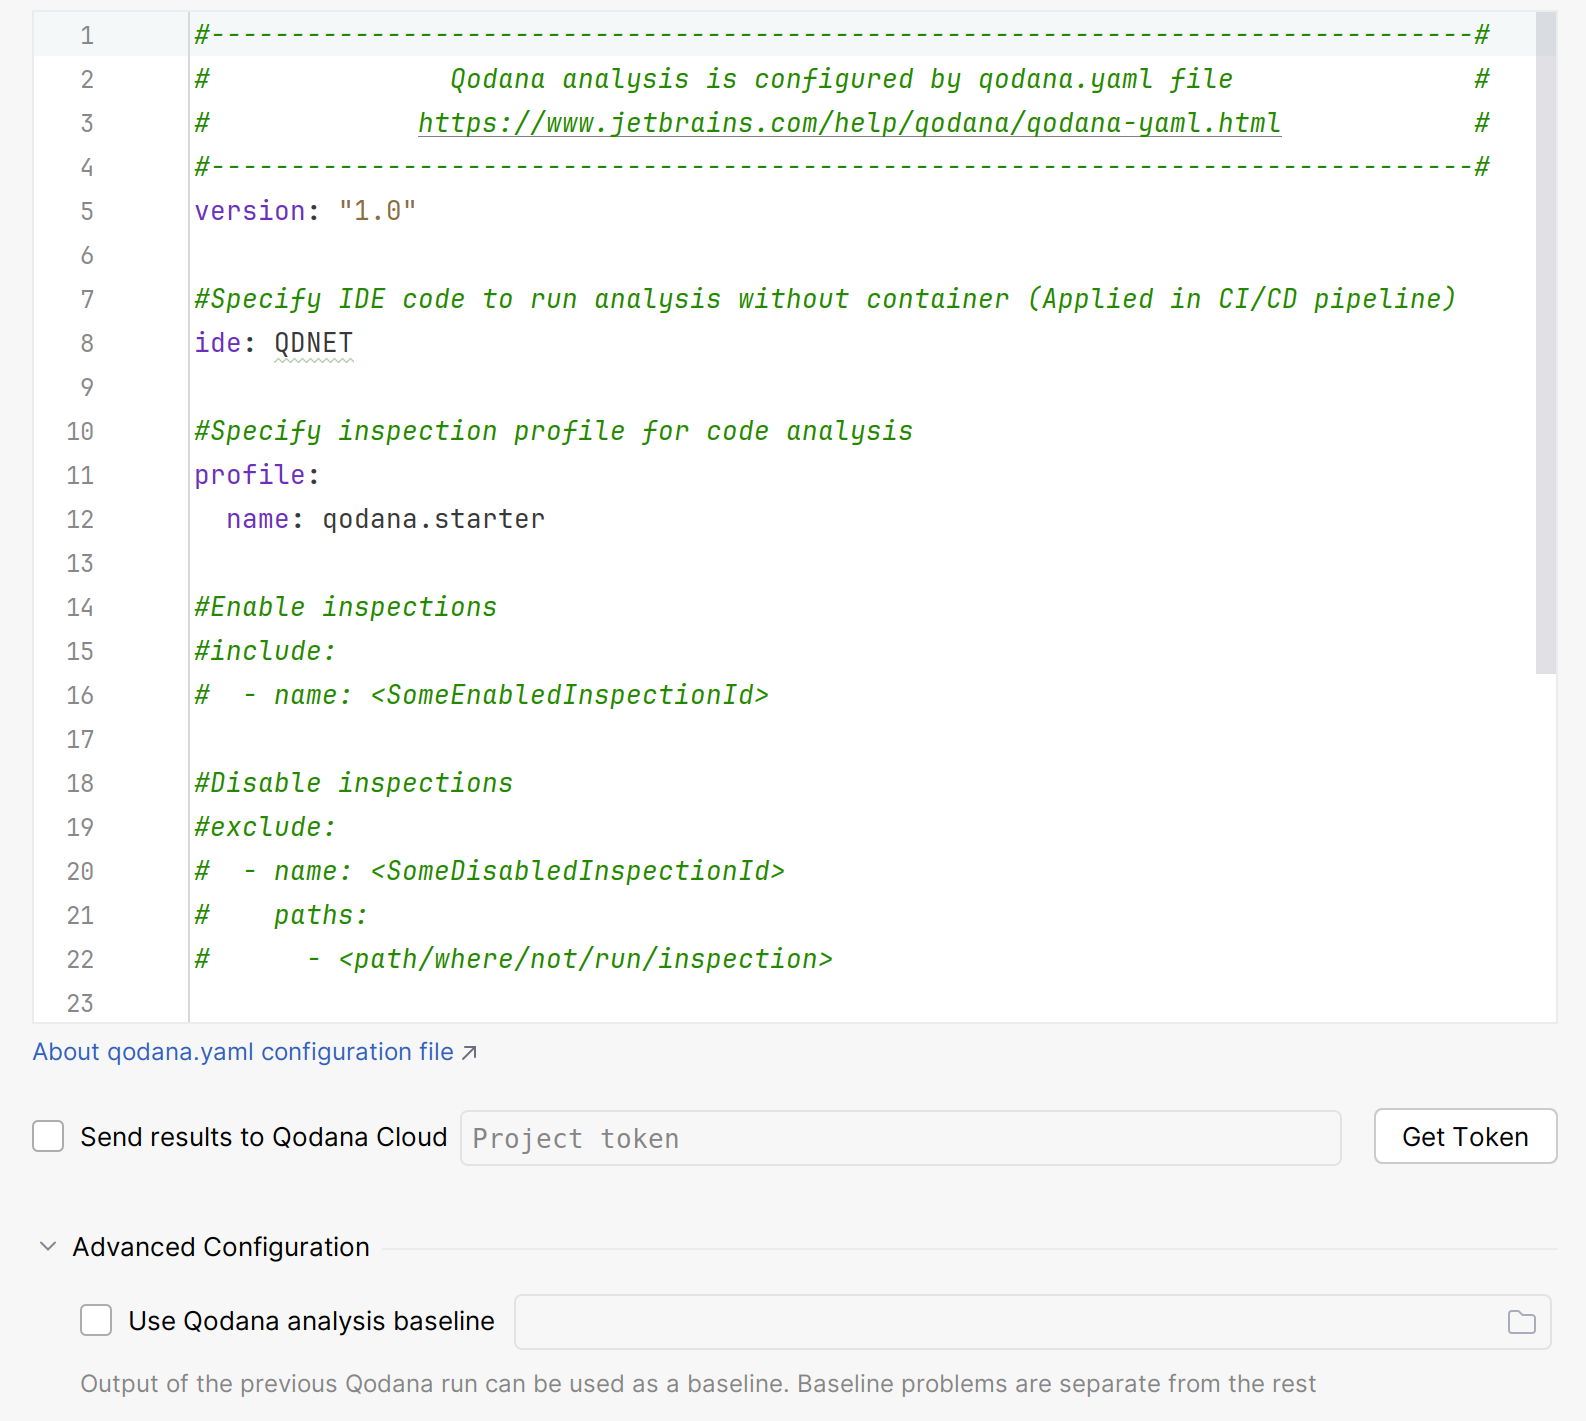 1 #-------------------------------------------------------------------------------#
2 #               Qodana analysis is configured by qodana.yaml file               #
3 #             https://www.jetbrains.com/help/qodana/qodana-yaml.html            #
4 #-------------------------------------------------------------------------------#
5 version: "1.0"
6
7 #Specify IDE code to run analysis without container (Applied in CI/CD pipeline)
8 ide: QDNET
9
10 #Specify inspection profile for code analysis
11 profile:
12   name: qodana.starter
13
14 #Enable inspections
15 #include:
16 #  - name: <SomeEnabledInspectionId>
17
18 #Disable inspections
19 #exclude:
20 #  - name: <SomeDisabledInspectionId>
21 #    paths:
22 #      - <path/where/not/run/inspection>
23
About qodana.yaml configuration file ↗
Send results to Qodana Cloud Project token Get Token
Advanced Configuration
Use Qodana analysis baseline
Output of the previous Qodana run can be used as a baseline. Baseline problems are separate from the rest